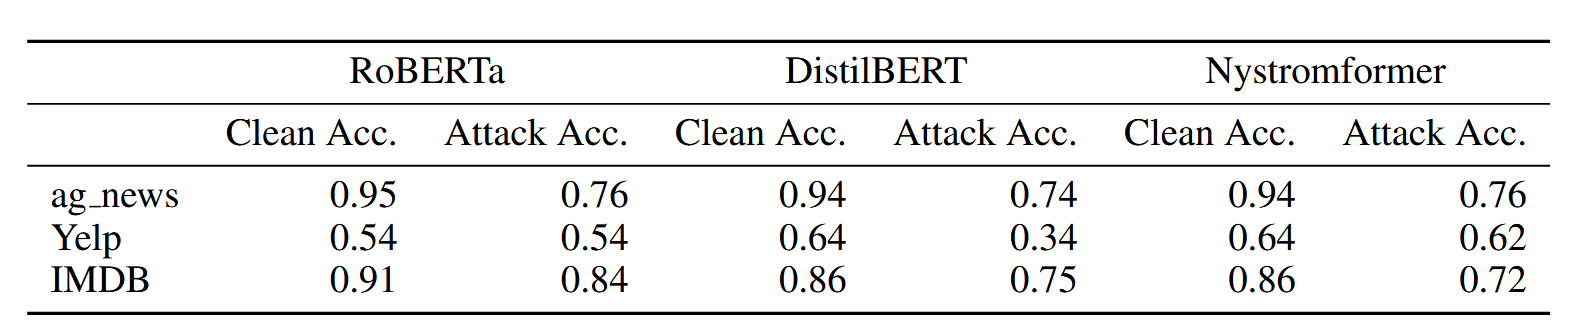 RoBERTa DistilBERT Nystromformer
Clean Acc. Attack Acc. Clean Acc. Attack Acc. Clean Acc. Attack Acc.
ag_news 0.95 0.76 0.94 0.74 0.94 0.76
Yelp 0.54 0.54 0.64 0.34 0.64 0.62
IMDB 0.91 0.84 0.86 0.75 0.86 0.72